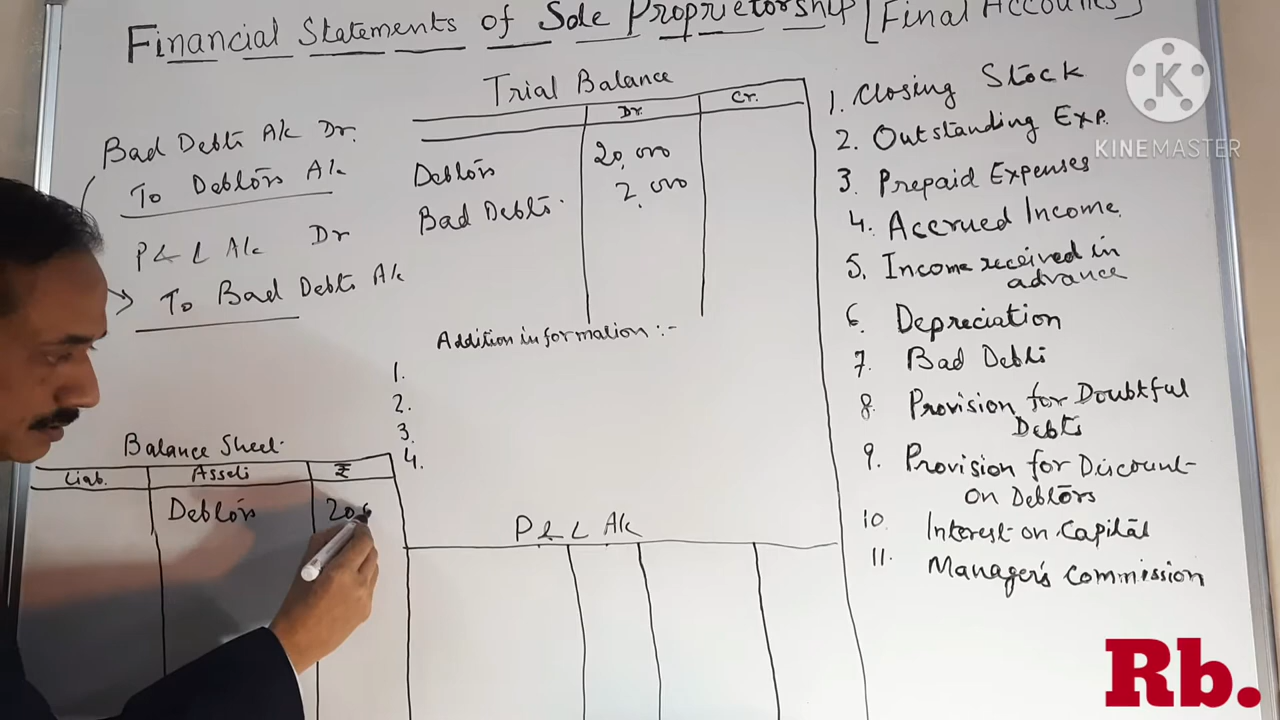 Financial Statements of Sole Proprietorship [Final Accounts]
Trial Balance
Dr. Cr.
Debtors 20,000
Bad Debts. 2,000
Bad Debts A/c Dr.
To Debtors A/c
P & L A/c Dr
To Bad Debts A/c
Addition information :-
1.
2.
3.
4.
Balance Sheet.
Liab. Assets ₹
Debtors 200
P & L A/c
1. Closing Stock
2. Outstanding Exp.
3. Prepaid Expenses
4. Accrued Income.
5. Income received in
advance
6. Depreciation
7. Bad Debts
8. Provision for Doubtful
Debts
9. Provision for Discount
on Debtors
10. Interest on Capital
11. Manager's Commission
K
KINEMASTER
Rb.